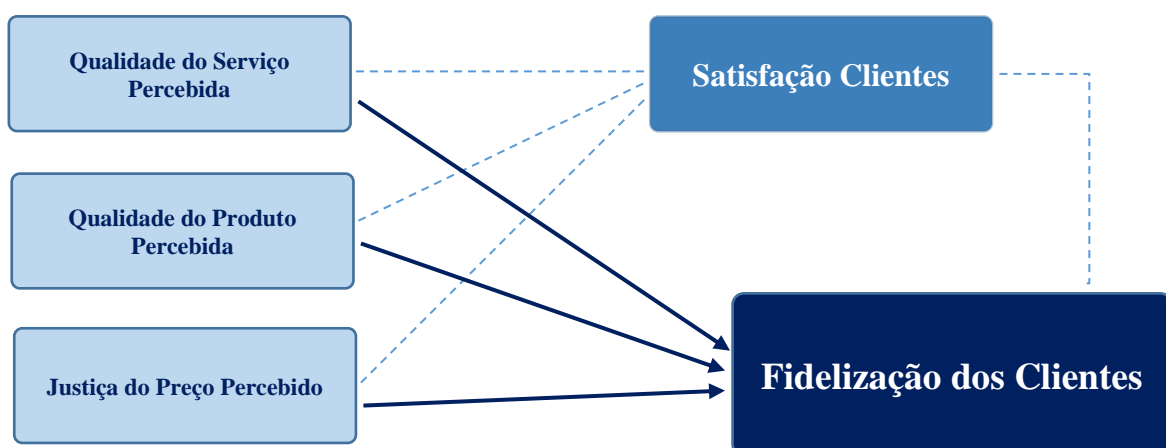 Qualidade do Serviço
Percebida
Satisfação Clientes
Qualidade do Produto
Percebida
Justiça do Preço Percebido
Fidelização dos Clientes